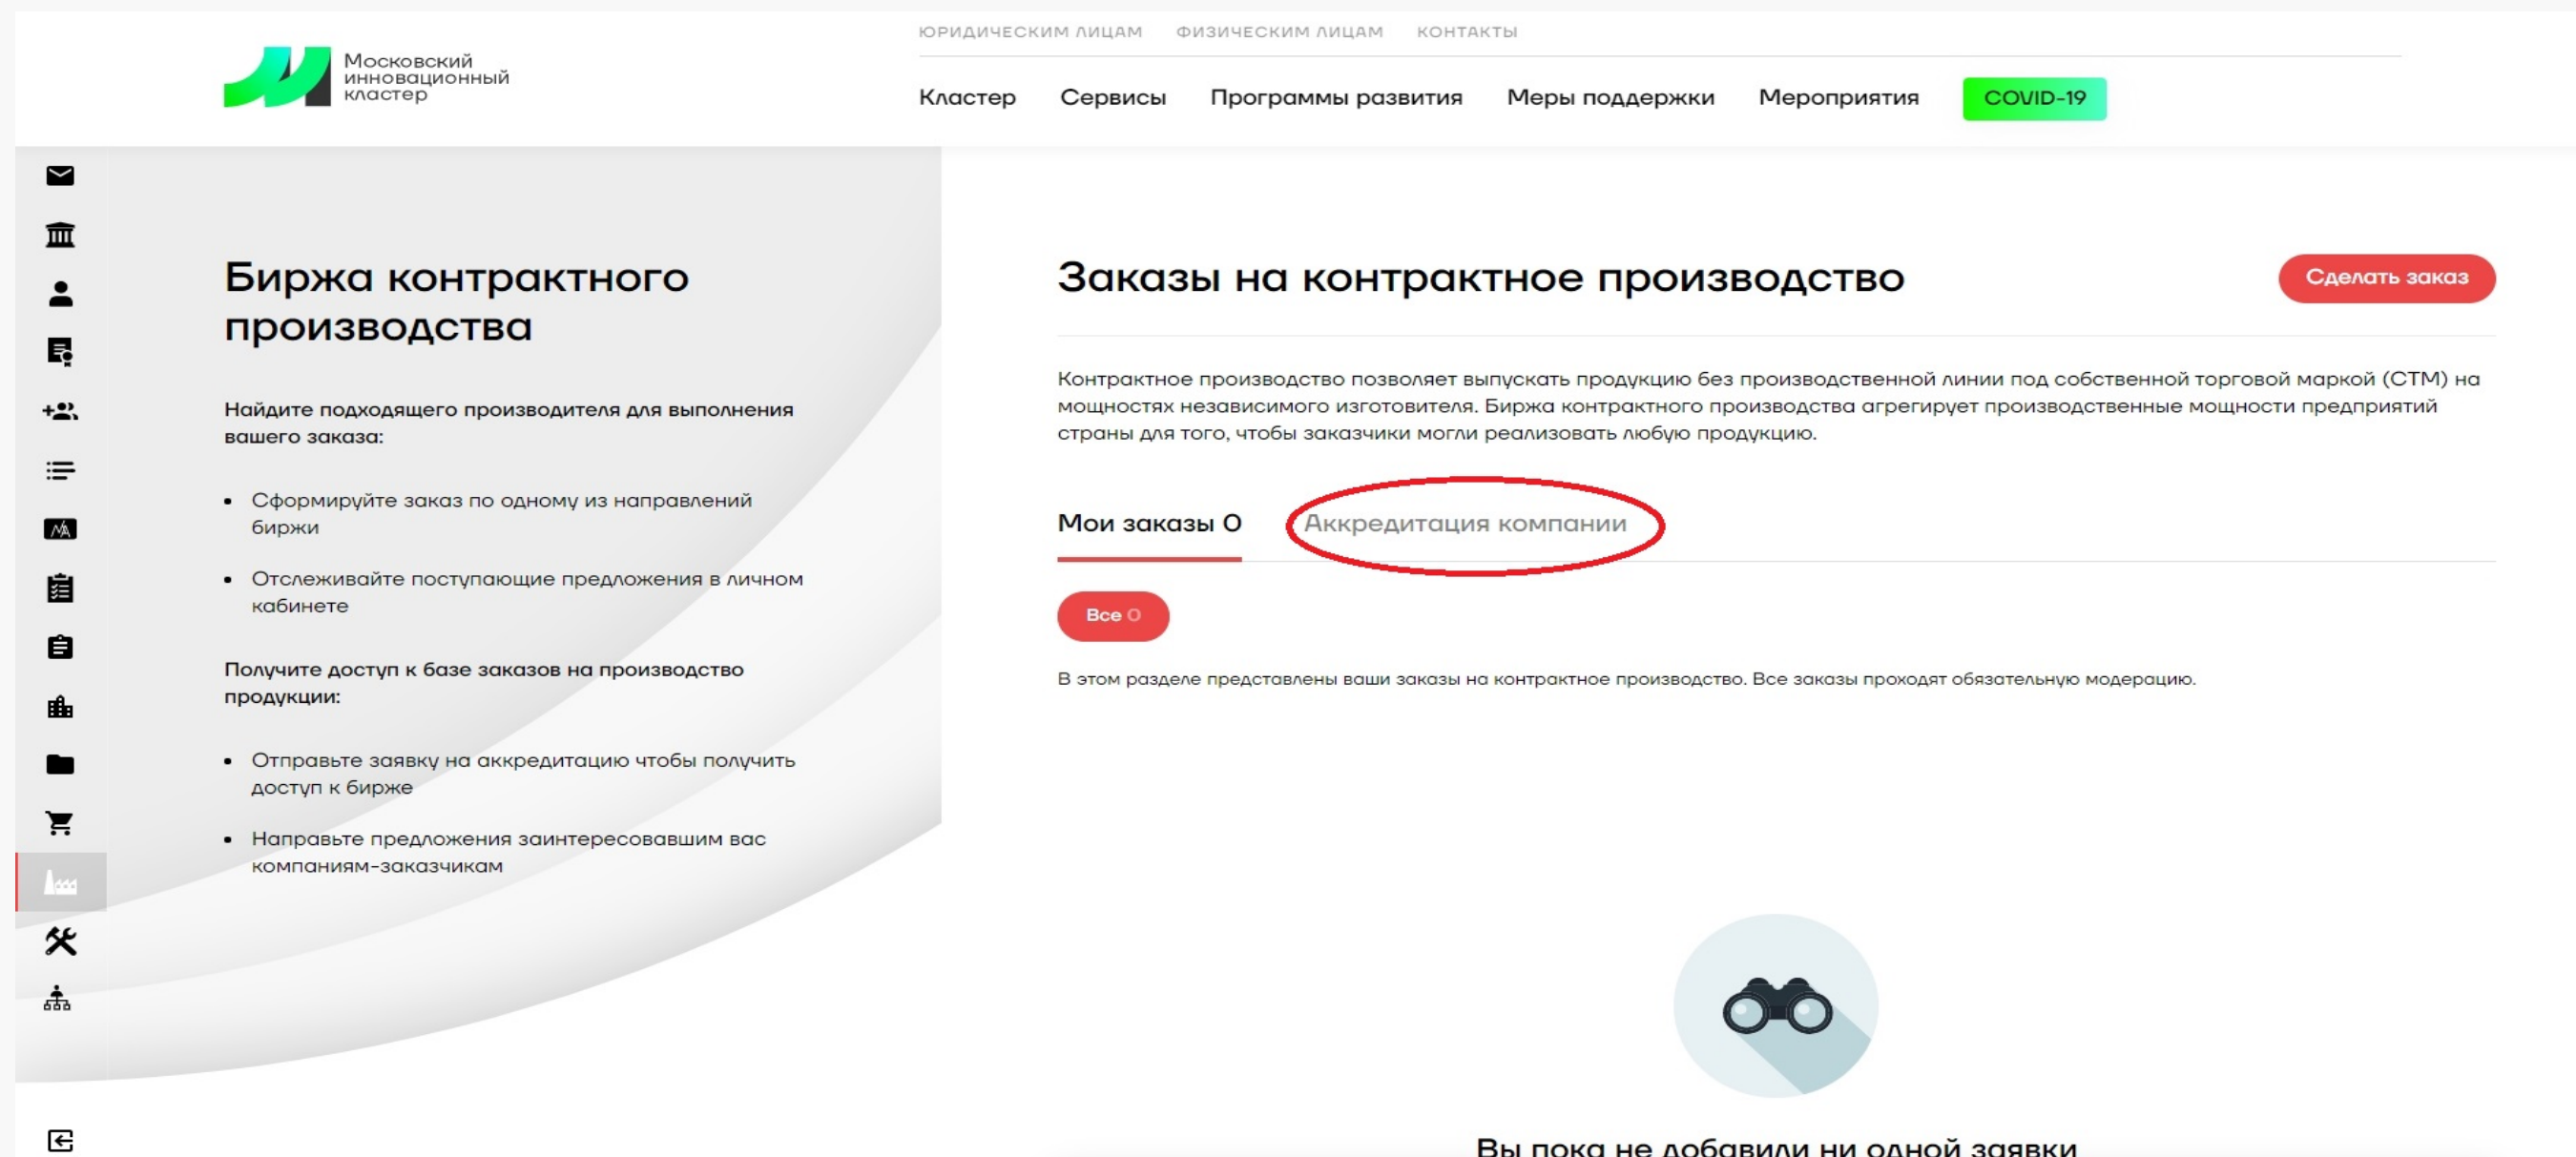 ЮРИДИЧЕСКИМ ЛИЦАМ ФИЗИЧЕСКИМ ЛИЦАМ КОНТАКТЫ
Московский
инновационный
кластер
Кластер Сервисы Программы развития Меры поддержки Мероприятия COVID-19
Биржа контрактного
производства
Найдите подходящего производителя для выполнения
вашего заказа:
• Сформируйте заказ по одному из направлений
биржи
• Отслеживайте поступающие предложения в личном
кабинете
Получите доступ к базе заказов на производство
продукции:
• Отправьте заявку на аккредитацию чтобы получить
доступ к бирже
• Направьте предложения заинтересовавшим вас
компаниям-заказчикам
Заказы на контрактное производство
Сделать заказ
Контрактное производство позволяет выпускать продукцию без производственной линии под собственной торговой маркой (СТМ) на
мощностях независимого изготовителя. Биржа контрактного производства агрегирует производственные мощности предприятий
страны для того, чтобы заказчики могли реализовать любую продукцию.
Мои заказы 0 Аккредитация компании
Все 0
В этом разделе представлены ваши заказы на контрактное производство. Все заказы проходят обязательную модерацию.
Вы пока не добавили ни одной заявки